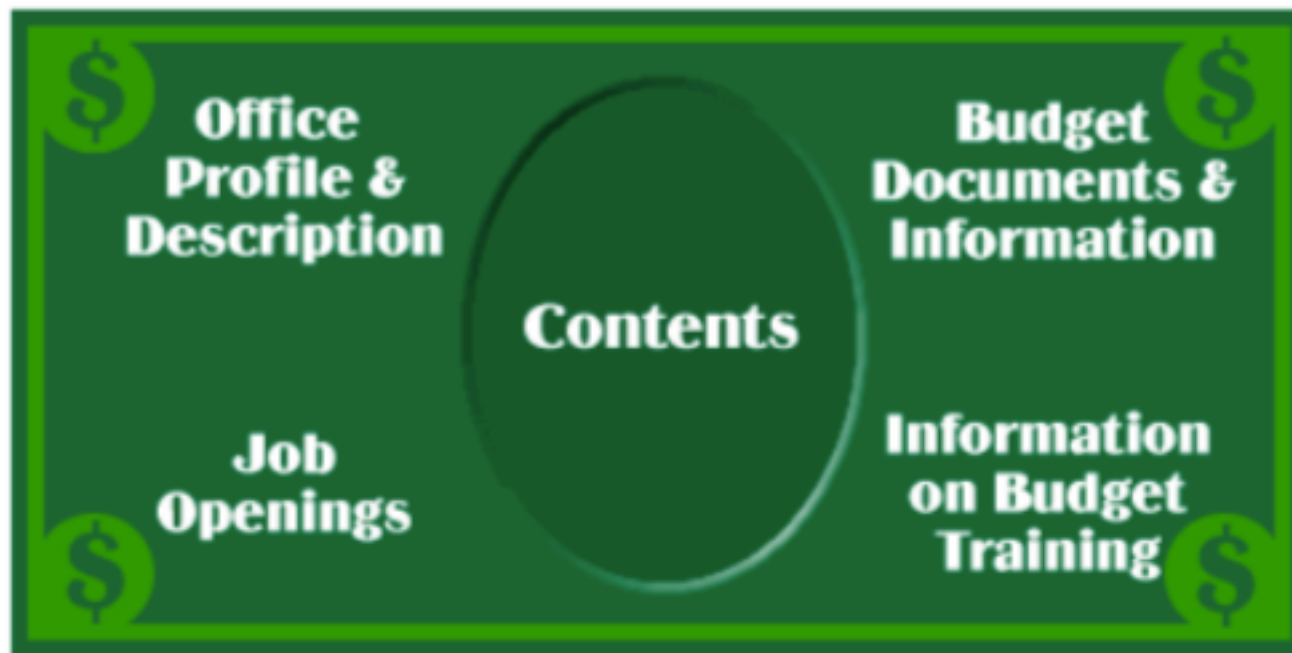 $
$
Office
Profile &
Description
Budget
Documents &
Information
Contents
Job
Openings
Information
on Budget
Training
$
$